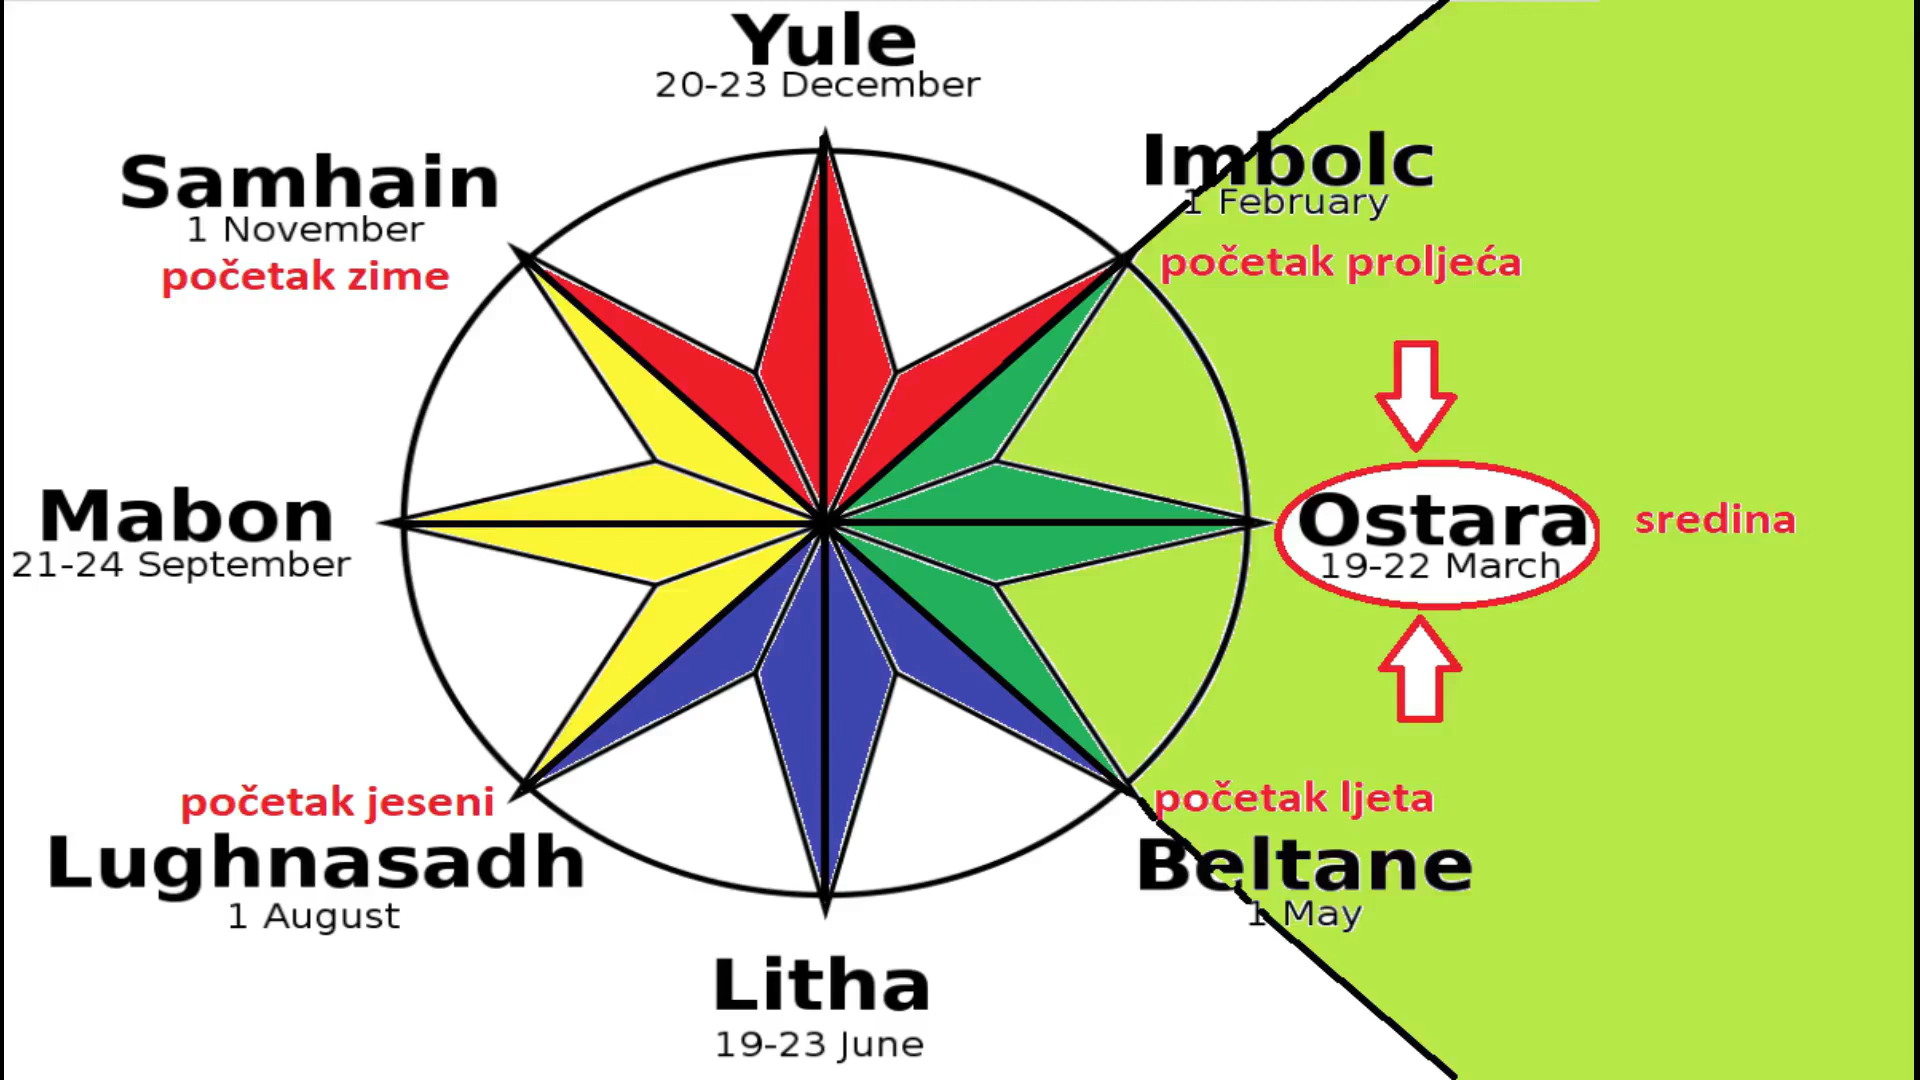 Yule
20-23 December
Samhain
1 November
početak zime
Imbolc
1 February
početak proljeća
Mabon
21-24 September
Ostara
19-22 March
sredina
početak jeseni
Lughnasadh
1 August
početak ljeta
Beltane
1 May
Litha
19-23 June